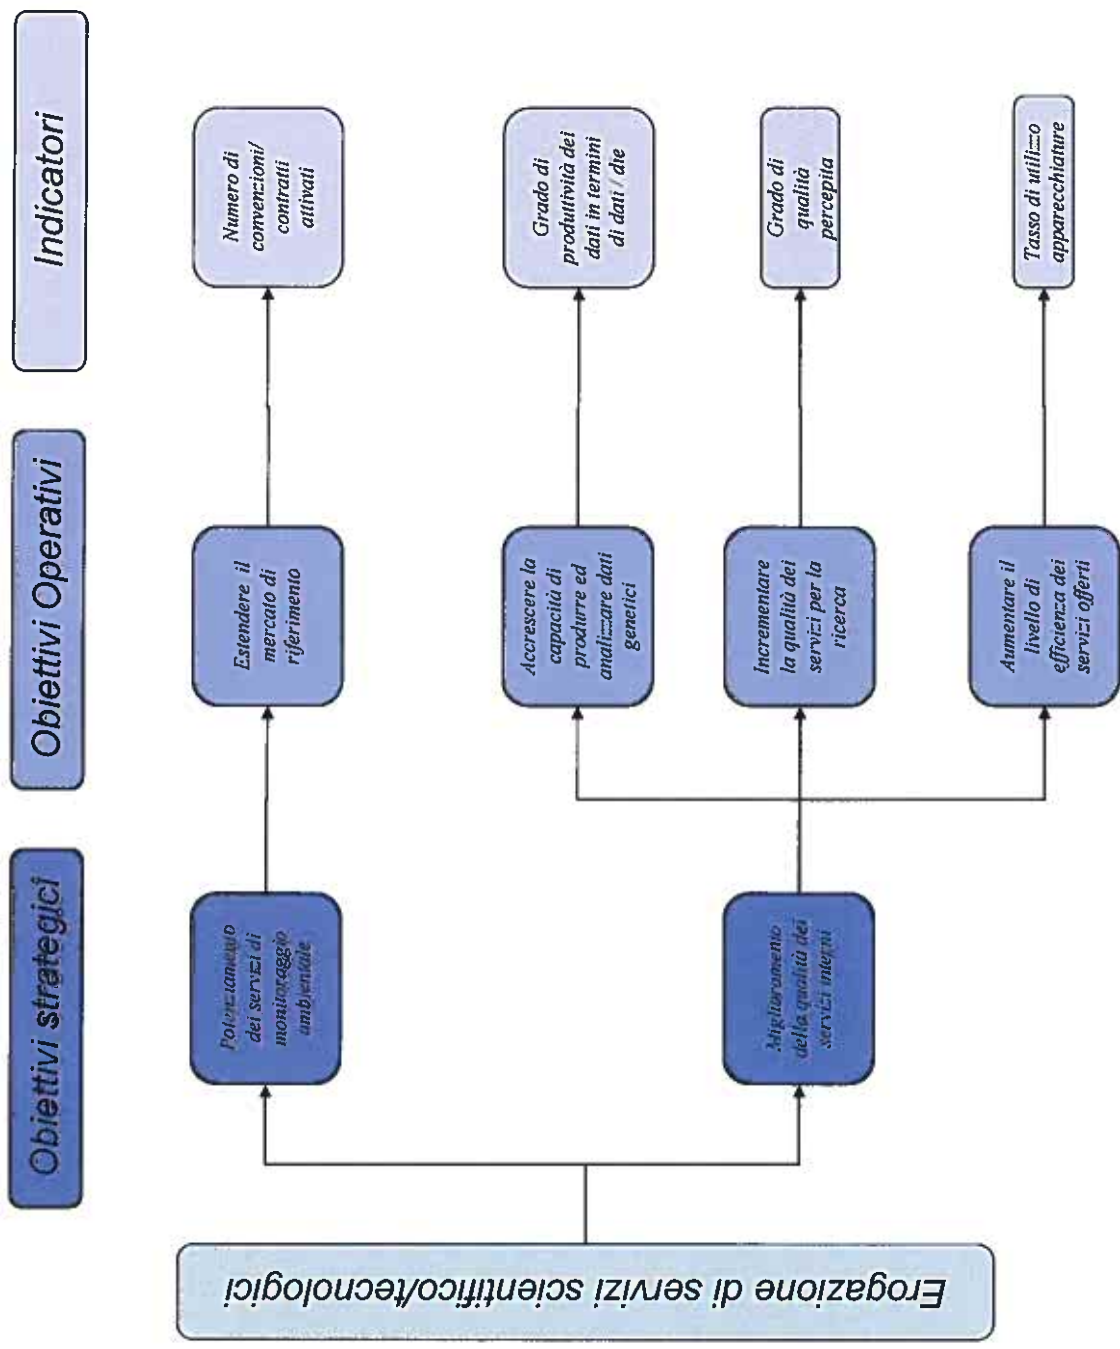 Obiettivi strategici
Obiettivi Operativi
Indicatori
Erogazione di servizi scientifico/tecnologici
Potenziamento
dei servizi di
monitoraggio
ambientale
Estendere il
mercato di
riferimento
Numero di
convenzioni/
contratti
attivati
Miglioramento
della qualità dei
servizi integni
Accrescere la
capacità di
produrre ed
analizzare dati
genetici
Grado di
produttività dei
dati in termini
di dati / die
Incrementare
la qualità dei
servizi per la
ricerca
Grado di
qualità
percepita
Aumentare il
livello di
efficienza dei
servizi offerti
Tasso di utilizzo
apparecchiature